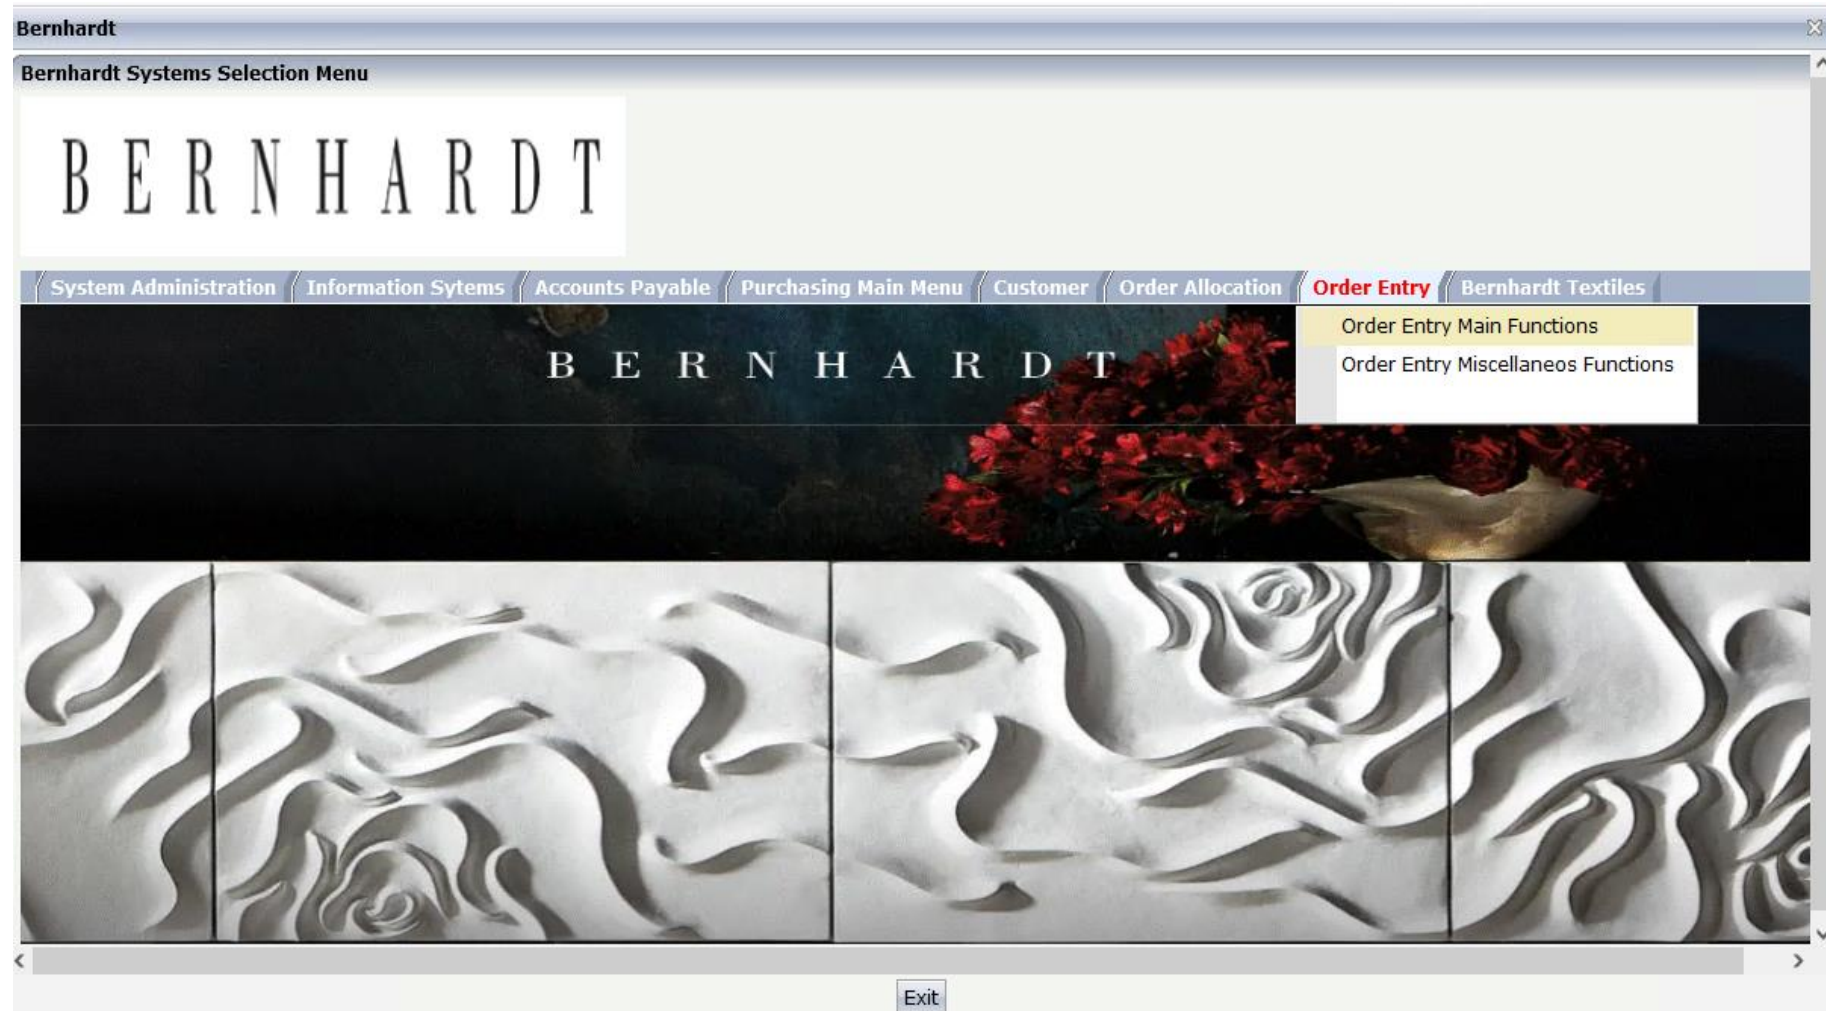 Bernhardt
Bernhardt Systems Selection Menu
BERNHARDT
System Administration Information Sytems Accounts Payable Purchasing Main Menu Customer Order Allocation Order Entry Bernhardt Textiles
Order Entry Main Functions
BERNHARDT
Order Entry Miscellaneos Functions
Exit